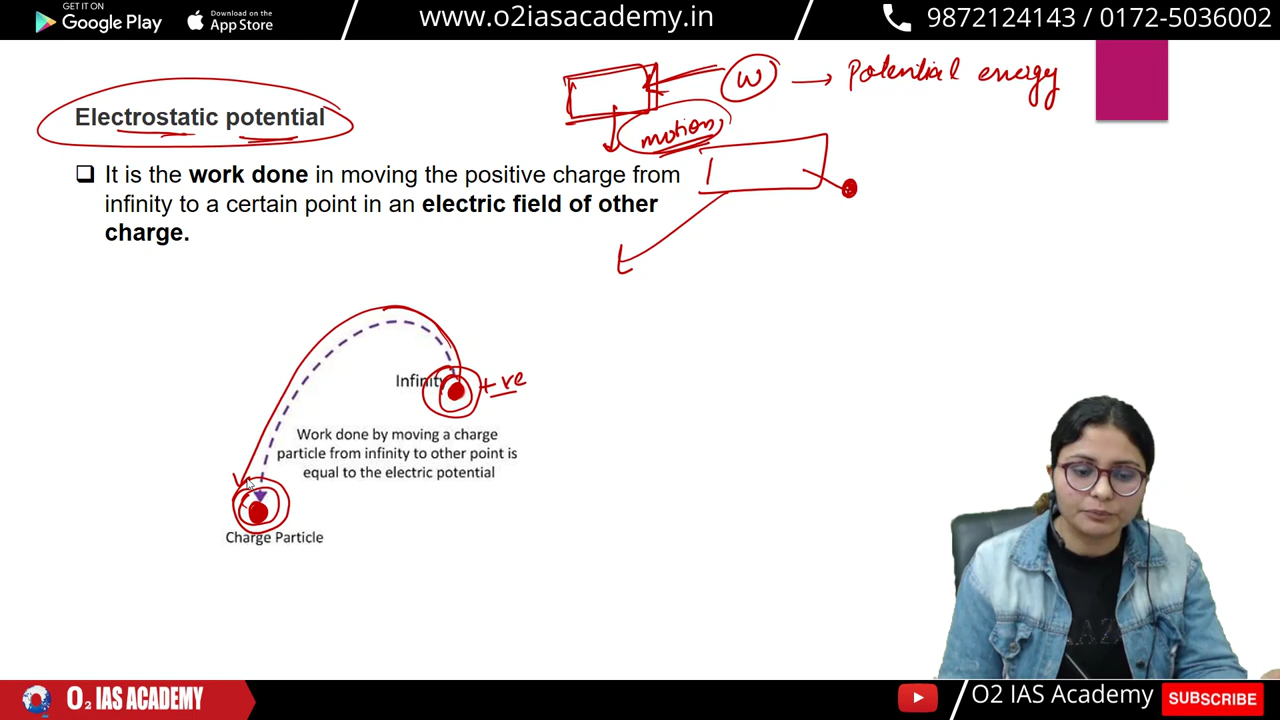 GET IT ON
Google Play
Download on the
App Store
www.o2iasacademy.in
9872124143 / 0172-5036002
Electrostatic potential
W → Potential energy
motion
It is the work done in moving the positive charge from
infinity to a certain point in an electric field of other
charge.
Infinity
+ve
Work done by moving a charge
particle from infinity to other point is
equal to the electric potential
Charge Particle
O2 IAS ACADEMY
O2 IAS Academy
SUBSCRIBE